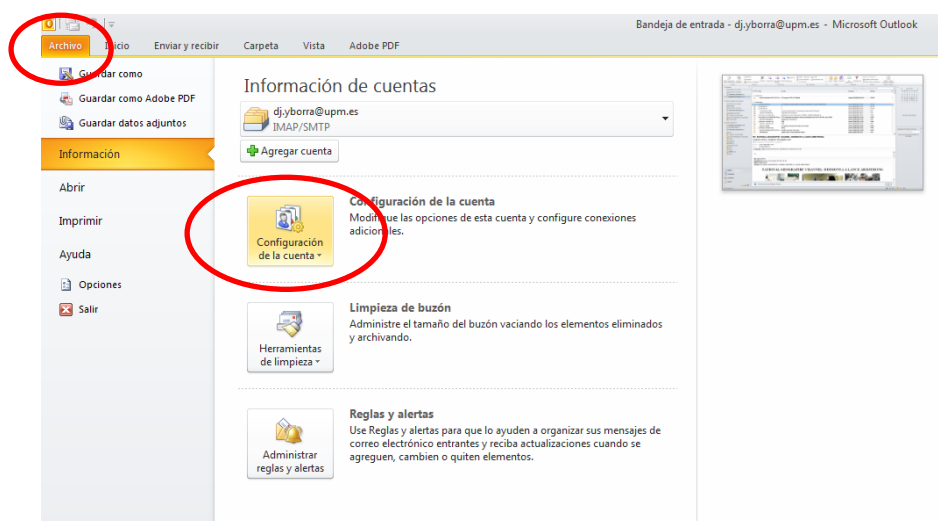 Bandeja de entrada - dj.yborra@upm.es - Microsoft Outlook
Archivo Inicio Enviar y recibir Carpeta Vista Adobe PDF
Guardar como
Guardar como Adobe PDF
Guardar datos adjuntos
Información
Abrir
Imprimir
Ayuda
Opciones
Salir
Información de cuentas
dj.yborra@upm.es
IMAP/SMTP
Agregar cuenta
Configuración
de la cuenta
Configuración de la cuenta
Modifique las opciones de esta cuenta y configure conexiones
adicionales.
Herramientas
de limpieza
Limpieza de buzón
Administre el tamaño del buzón vaciando los elementos eliminados
y archivando.
Administrar
reglas y alertas
Reglas y alertas
Use Reglas y alertas para que lo ayuden a organizar sus mensajes de
correo electrónico entrantes y reciba actualizaciones cuando se
agreguen, cambien o quiten elementos.